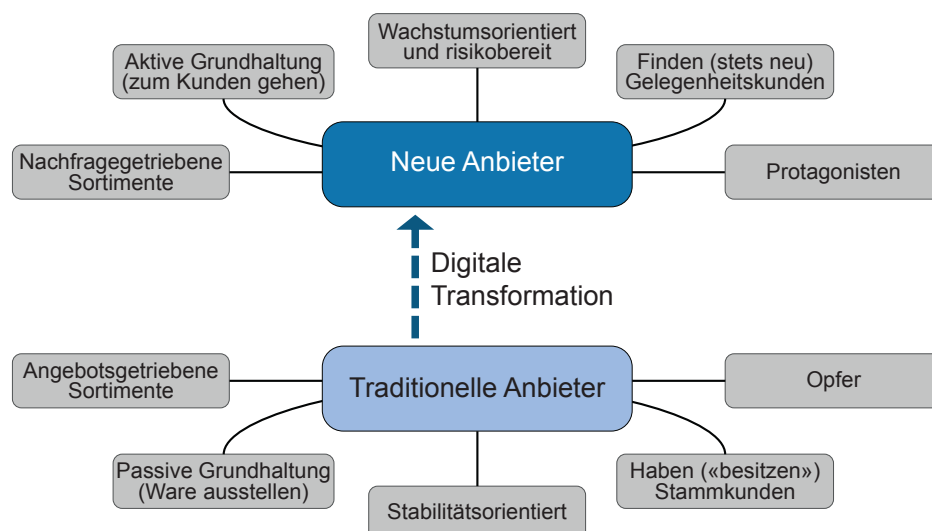 Wachstumsorientiert
und risikobereit
Aktive Grundhaltung
(zum Kunden gehen)
Finden (stets neu)
Gelegenheitskunden
Nachfragegetriebene
Sortimente
Neue Anbieter
Protagonisten
Digitale
Transformation
Angebotsgetriebene
Sortimente
Traditionelle Anbieter
Opfer
Passive Grundhaltung
(Ware ausstellen)
Stabilitätsorientiert
Haben («besitzen»)
Stammkunden